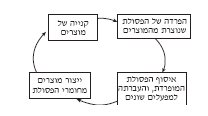 קנייה של
מוצרים
הפרדה של הפסולת
שנוצרת מהמוצרים
איסוף הפסולת
המופרדת, והעברתה
למפעלים שונים
ייצור מוצרים
מחומרי הפסולת